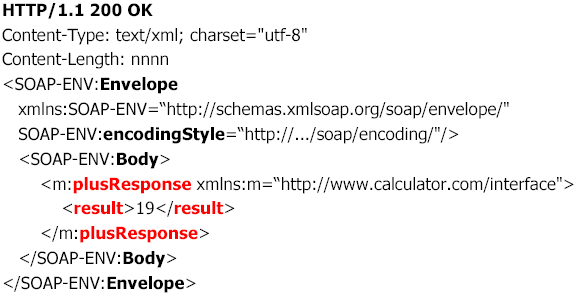 HTTP/1.1 200 OK
Content-Type: text/xml; charset="utf-8"
Content-Length: nnnn
<SOAP-ENV:Envelope
xmlns:SOAP-ENV=“http://schemas.xmlsoap.org/soap/envelope/"
SOAP-ENV:encodingStyle=“http://.../soap/encoding/"/>
<SOAP-ENV:Body>
<m:plusResponse xmlns:m=“http://www.calculator.com/interface">
<result>19</result>
</m:plusResponse>
</SOAP-ENV:Body>
</SOAP-ENV:Envelope>